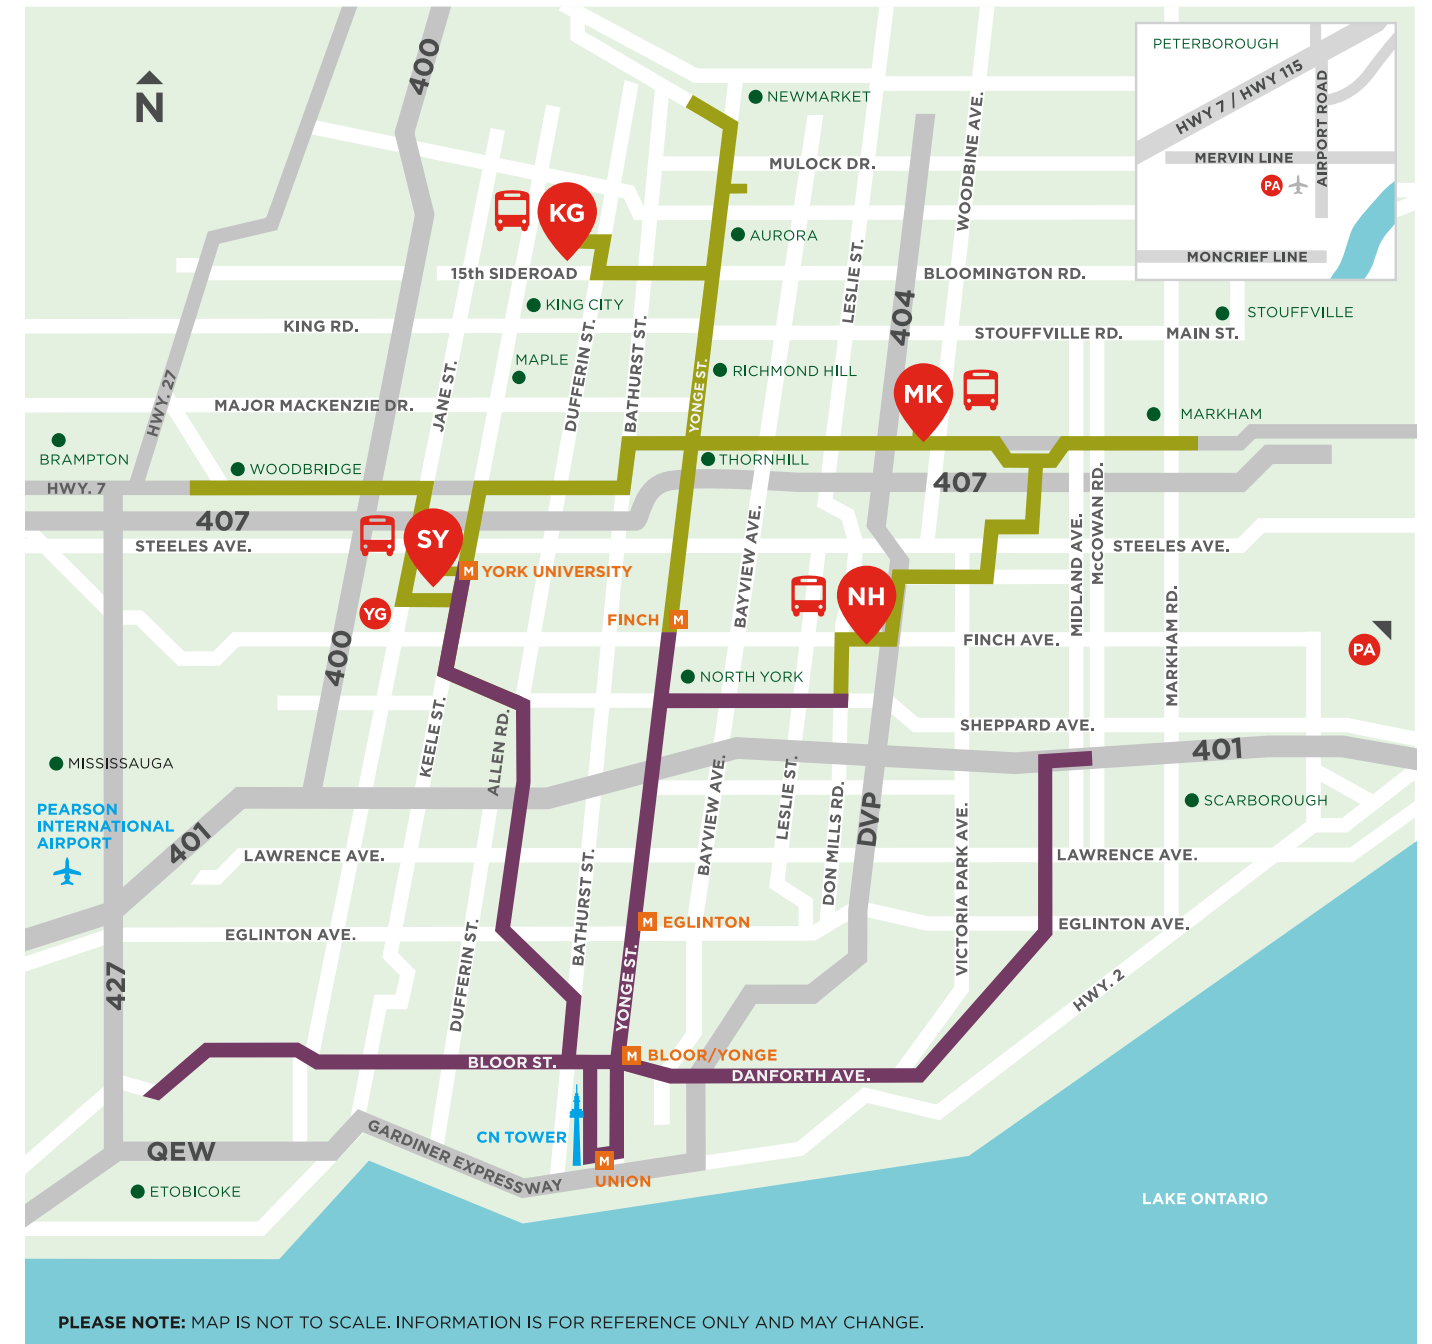 400
N
NEWMARKET
MULOCK DR.
WOODBINE AVE.
PETERBOROUGH
HWY 7 / HWY 115
MERVIN LINE
AIRPORT ROAD
PA
MONCRIEF LINE
KG
AURORA
LESLIE ST.
15th SIDEROAD
BLOOMINGTON RD.
KING CITY
404
STOUFFVILLE
KING RD.
DUFFERIN ST.
BATHURST ST.
STOUFFVILLE RD.
MAIN ST.
MAPLE
JANE ST.
YONGE ST.
RICHMOND HILL
MK
HWY. 27
MAJOR MACKENZIE DR.
MARKHAM
BRAMPTON
WOODBRIDGE
THORNHILL
HWY. 7
407
407
McCOWAN RD.
STEELES AVE.
SY
BAYVIEW AVE.
STEELES AVE.
M
YORK UNIVERSITY
MIDLAND AVE.
YG
FINCH
M
NH
FINCH AVE.
PA
400
NORTH YORK
MARKHAM RD.
KEELE ST.
ALLEN RD.
SHEPPARD AVE.
401
MISSISSAUGA
PEARSON
INTERNATIONAL
AIRPORT
401
BAYVIEW AVE.
LESLIE ST.
DON MILLS RD.
DVP
VICTORIA PARK AVE.
SCARBOROUGH
LAWRENCE AVE.
LAWRENCE AVE.
BATHURST ST.
M
EGLINTON
EGLINTON AVE.
EGLINTON AVE.
DUFFERIN ST.
427
YONGE ST.
HWY. 2
BLOOR ST.
M
BLOOR/YONGE
DANFORTH AVE.
CN TOWER
QEW
GARDINER EXPRESSWAY
M
UNION
ETOBICOKE
LAKE ONTARIO
PLEASE NOTE: MAP IS NOT TO SCALE. INFORMATION IS FOR REFERENCE ONLY AND MAY CHANGE.